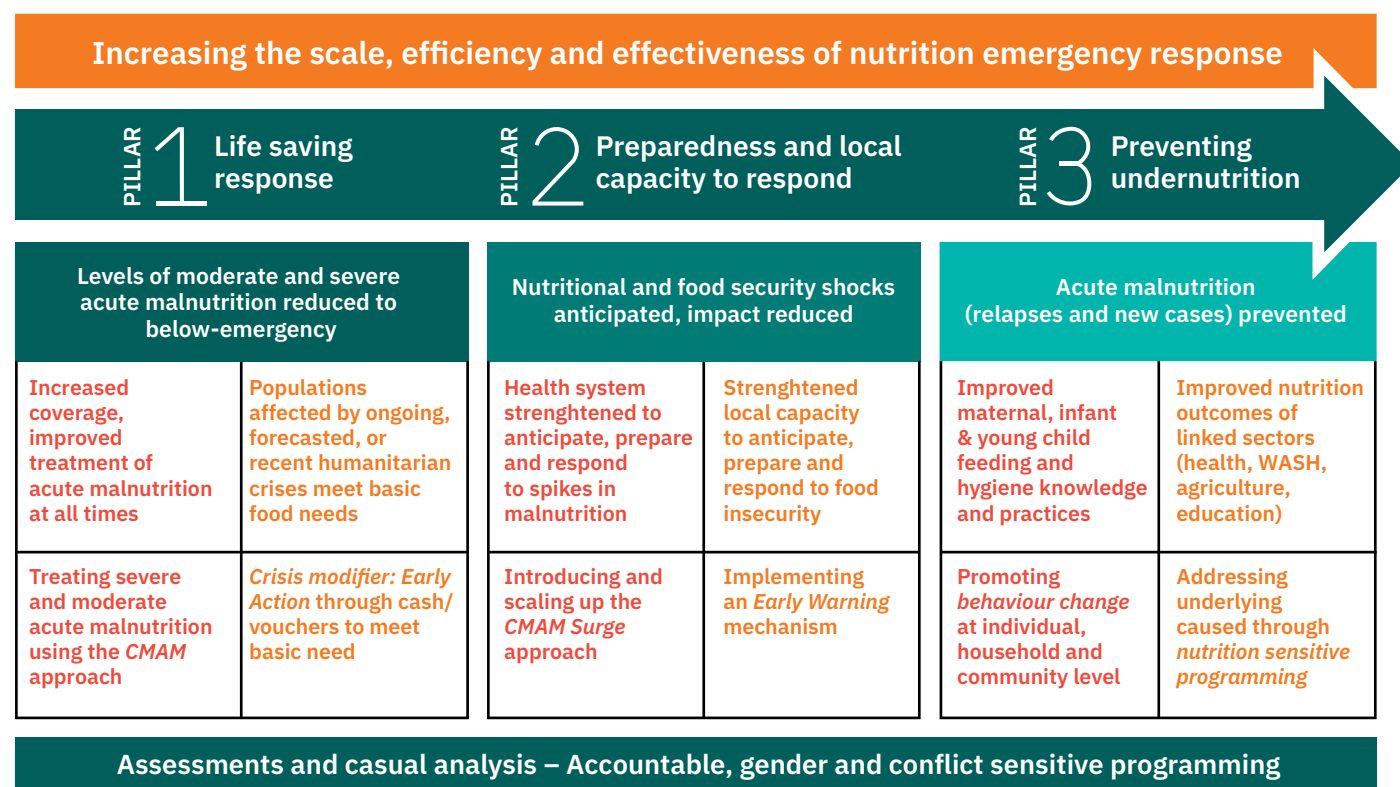 Increasing the scale, efficiency and effectiveness of nutrition emergency response
PILLAR 1
Life saving
response
PILLAR 2
Preparedness and local
capacity to respond
PILLAR 3
Preventing
undernutrition
Levels of moderate and severe
acute malnutrition reduced to
below-emergency
Increased
coverage,
improved
treatment of
acute malnutrition
at all times
Populations
affected by ongoing,
forecasted, or
recent humanitarian
crises meet basic
food needs
Treating severe
and moderate
acute malnutrition
using the CMAM
approach
Crisis modifier: Early
Action through cash/
vouchers to meet
basic need
Nutritional and food security shocks
anticipated, impact reduced
Health system
strenghtened to
anticipate, prepare
and respond
to spikes in
malnutrition
Strenghtened
local capacity
to anticipate,
prepare and
respond to food
insecurity
Introducing and
scaling up the
CMAM Surge
approach
Implementing
an Early Warning
mechanism
Acute malnutrition
(relapses and new cases) prevented
Improved
maternal, infant
& young child
feeding and
hygiene knowledge
and practices
Improved nutrition
outcomes of
linked sectors
(health, WASH,
agriculture,
education)
Promoting
behaviour change
at individual,
household and
community level
Addressing
underlying
caused through
nutrition sensitive
programming
Assessments and casual analysis – Accountable, gender and conflict sensitive programming